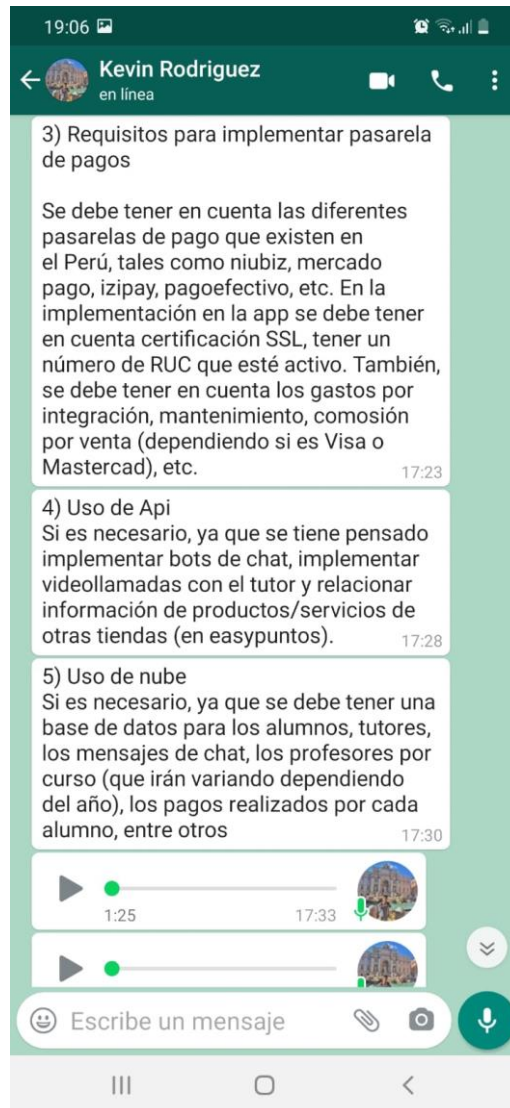 19:06
Kevin Rodriguez
en línea
3) Requisitos para implementar pasarela
de pagos
Se debe tener en cuenta las diferentes
pasarelas de pago que existen en
el Perú, tales como niubiz, mercado
pago, izipay, pagoefectivo, etc. En la
implementación en la app se debe tener
en cuenta certificación SSL, tener un
número de RUC que esté activo. También,
se debe tener en cuenta los gastos por
integración, mantenimiento, comosión
por venta (dependiendo si es Visa o
Mastercad), etc.
17:23
4) Uso de Api
Si es necesario, ya que se tiene pensado
implementar bots de chat, implementar
videollamadas con el tutor y relacionar
información de productos/servicios de
otras tiendas (en easypuntos).
17:28
5) Uso de nube
Si es necesario, ya que se debe tener una
base de datos para los alumnos, tutores,
los mensajes de chat, los profesores por
curso (que irán variando dependiendo
del año), los pagos realizados por cada
alumno, entre otros
17:30
1:25
17:33
Escribe un mensaje